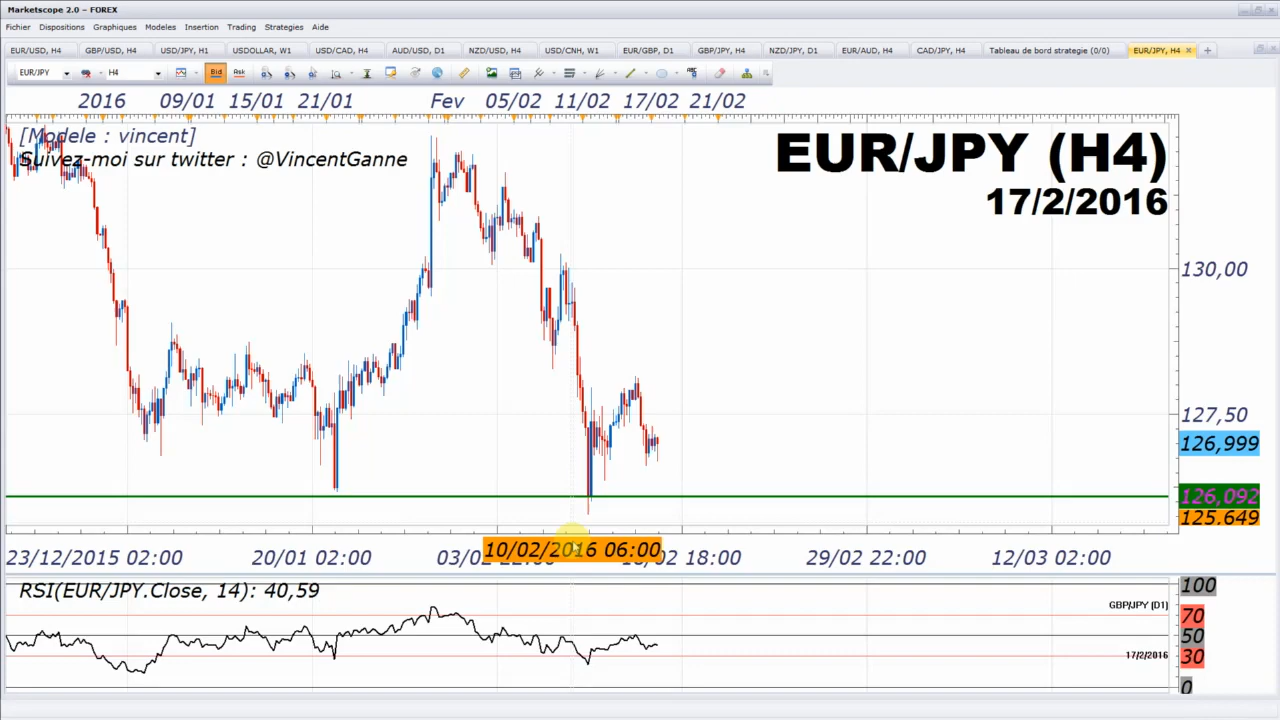 Marketscope 2.0 - FOREX
Fichier Dispositions Graphiques Modeles Insertion Trading Strategies Aide
EUR/USD, H4 GBP/USD, H4 USD/JPY, H1 USDOLLAR, W1 USD/CAD, H4 AUD/USD, D1 NZD/USD, H4 USD/CNH, W1 EUR/GBP, D1 GBP/JPY, H4 NZD/JPY, D1 EUR/AUD, H4 CAD/JPY, H4 Tableau de bord strategie (0/0) EUR/JPY, H4
EUR/JPY H4 Bid Ask
2016 09/01 15/01 21/01 Fev 05/02 11/02 17/02 21/02
[Modele : vincent]
Suivez-moi sur twitter : @VincentGanne
EUR/JPY (H4)
17/2/2016
130,00
127,50
126,999
126,092
125.649
23/12/2015 02:00 20/01 02:00 03/02 10/02/2016 06:00 18:00 29/02 22:00 12/03 02:00
RSI(EUR/JPY.Close, 14): 40,59
100
GBP/JPY (D1)
70
50
17/2/2016
30
0